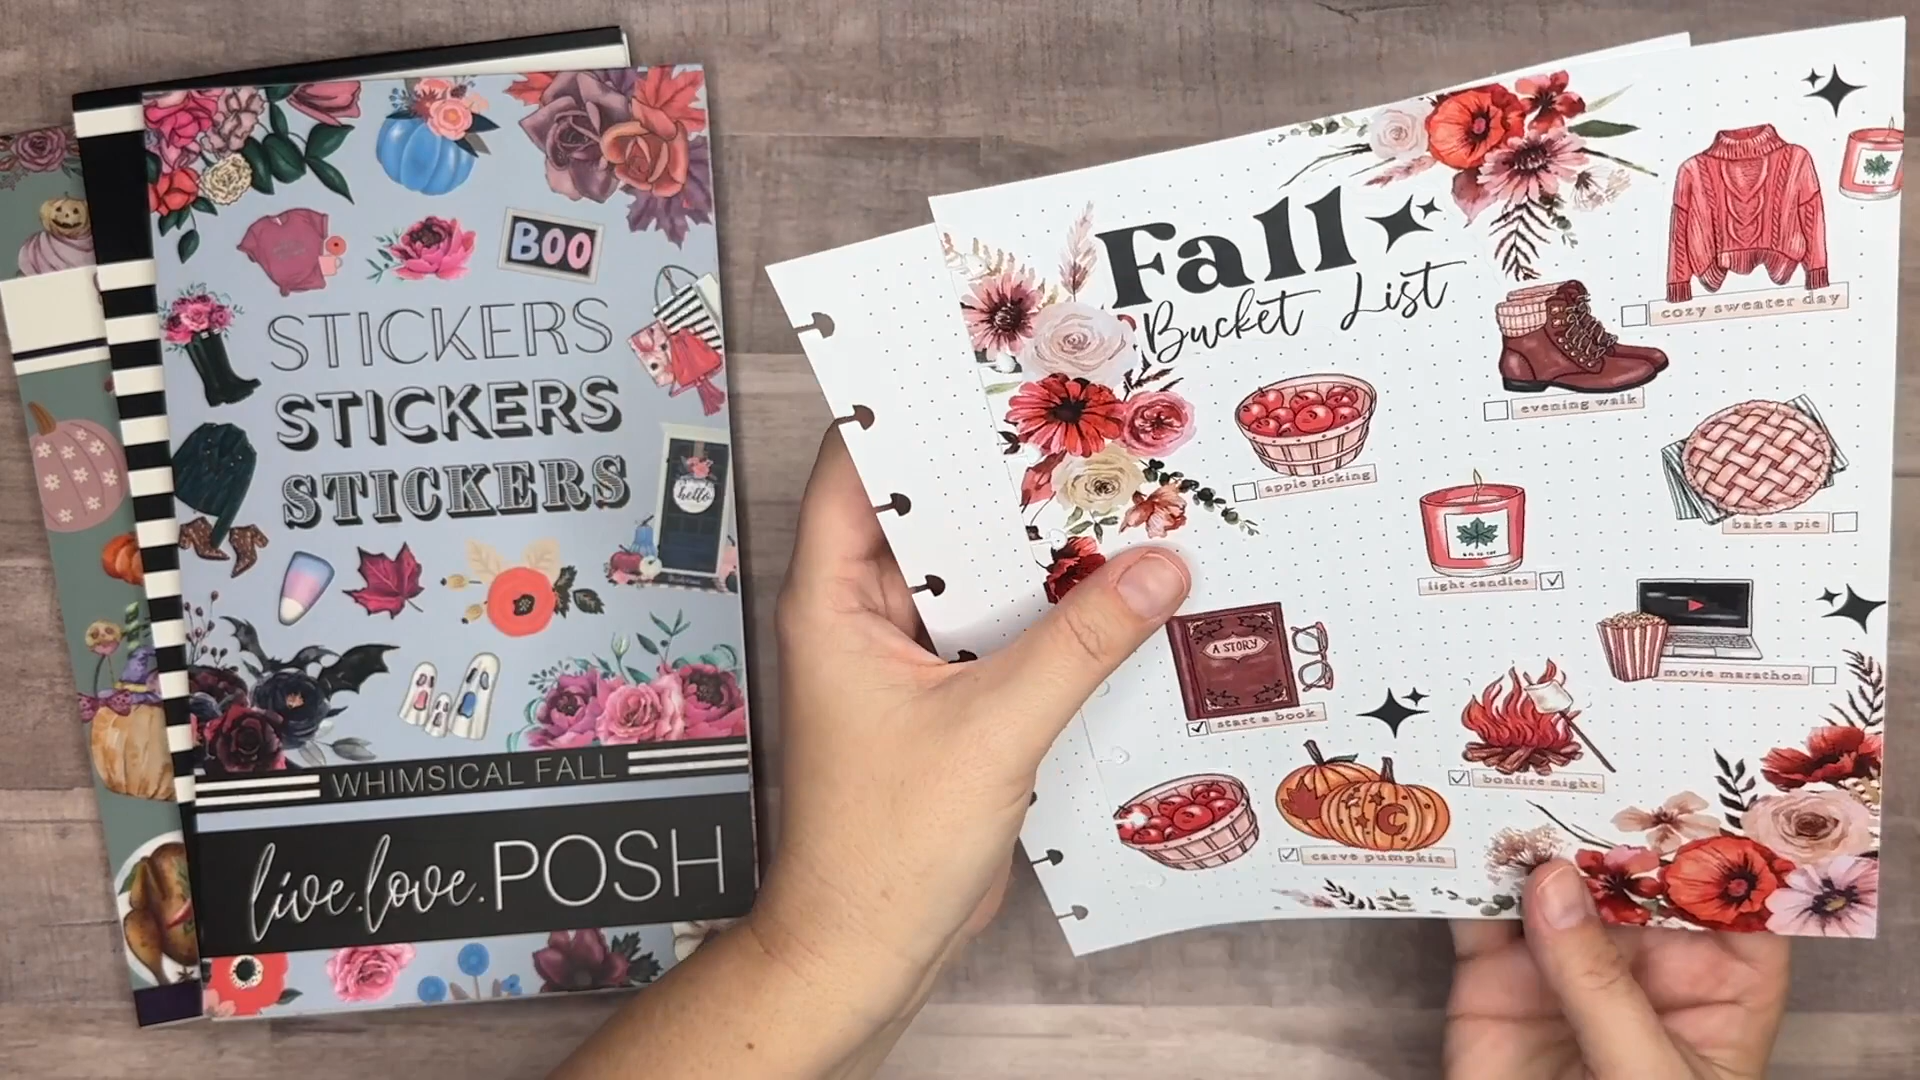 BOO
STICKERS
STICKERS
STICKERS
hello
WHIMSICAL FALL
live.love.POSH
Fall
Bucket List
cozy sweater day
evening walk
apple picking
bake a pie
light candles
A STORY
movie marathon
start a book
bonfire night
carve pumpkin